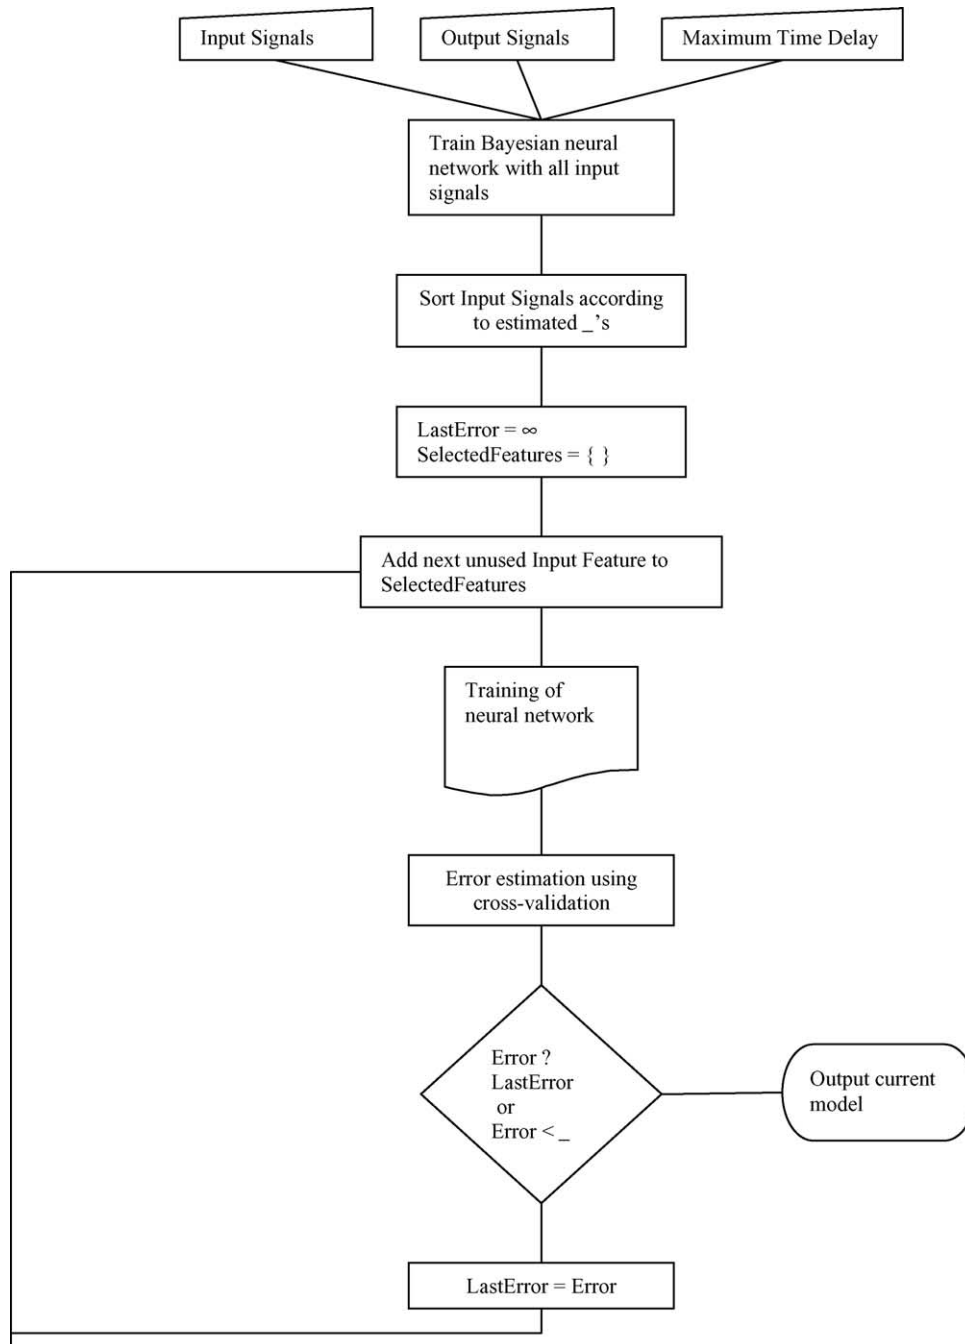 Input Signals
Output Signals
Maximum Time Delay
Train Bayesian neural
network with all input
signals
Sort Input Signals according
to estimated _’s
LastError = ∞
SelectedFeatures = { }
Add next unused Input Feature to
SelectedFeatures
Training of
neural network
Error estimation using
cross-validation
Error ?
LastError
or
Error < _
Output current
model
LastError = Error